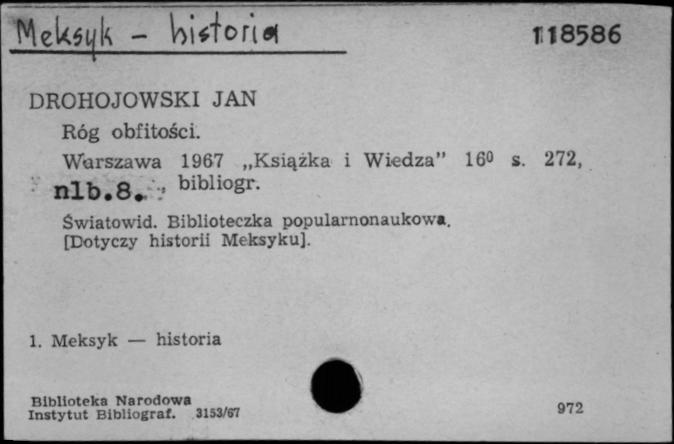 Meksyk - historia
118586
DROHOJOWSKI JAN
Róg obfitości.
Warszawa 1967 „Książka i Wiedza" 16⁰ s. 272,
nlb.8. , bibliogr.
Światowid. Biblioteczka popularnonaukowa.
[Dotyczy historii Meksyku].
1. Meksyk — historia
Biblioteka Narodowa
Instytut Bibliograf. 3153/67
972